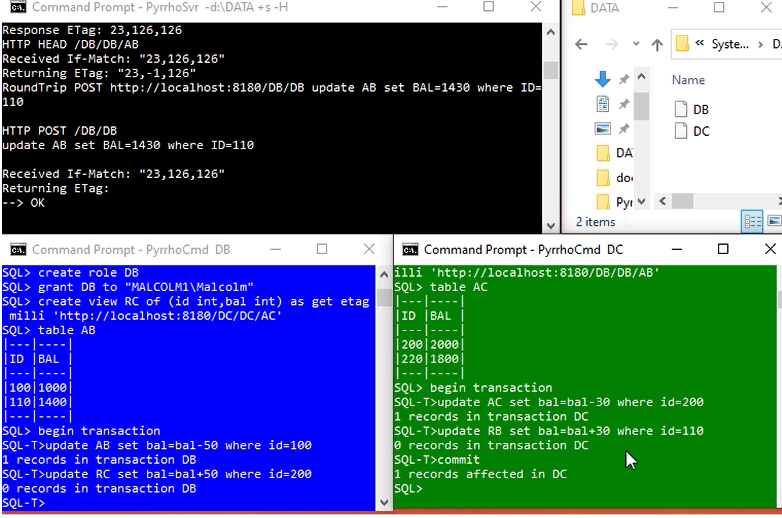 Command Prompt - PyrrhoSvr -d:\DATA +s -H
Response ETag: 23,126,126
HTTP HEAD /DB/DB/AB
Received If-Match: "23,126,126"
Returning ETag: "23,-1,126"
RoundTrip POST http://localhost:8180/DB/DB update AB set BAL=1430 where ID=
110
HTTP POST /DB/DB
update AB set BAL=1430 where ID=110
Received If-Match: "23,126,126"
Returning ETag:
--> OK
DATA
« Syste... > D.
Name
DB
DC
DA
doc
Pyr
2 items
Command Prompt - PyrrhoCmd DB
SQL> create role DB
SQL> grant DB to "MALCOLM1\Malcolm"
SQL> create view RC of (id int,bal int) as get etag
milli 'http://localhost:8180/DC/DC/AC'
SQL> table AB
|---|----|
|ID |BAL |
|---|----|
|100|1000|
|110|1400|
|---|----|
SQL> begin transaction
SQL-T>update AB set bal=bal-50 where id=100
1 records in transaction DB
SQL-T>update RC set bal=bal+50 where id=200
0 records in transaction DB
SQL-T>
Command Prompt - PyrrhoCmd DC
illi 'http://localhost:8180/DB/DB/AB'
SQL> table AC
|---|----|
|ID |BAL |
|---|----|
|200|2000|
|220|1800|
|---|----|
SQL> begin transaction
SQL-T>update AC set bal=bal-30 where id=200
1 records in transaction DC
SQL-T>update RB set bal=bal+30 where id=110
0 records in transaction DC
SQL-T>commit
1 records affected in DC
SQL>